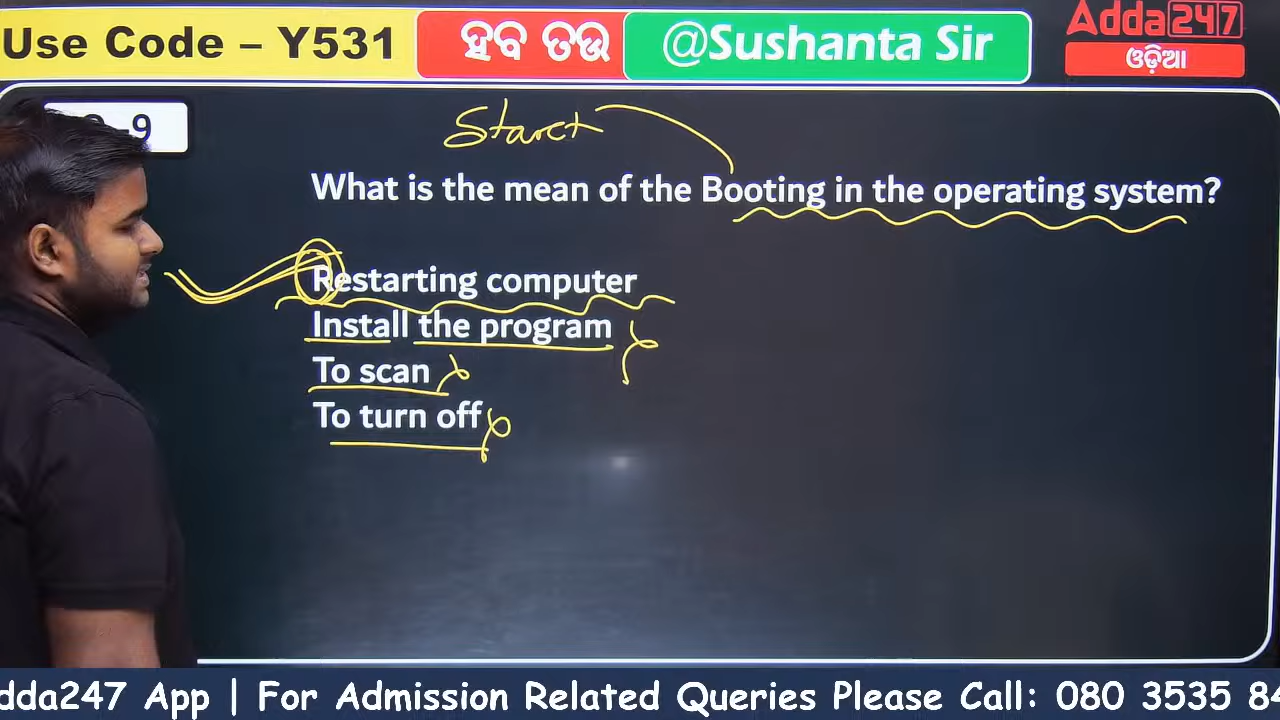 Use Code – Y531
ହବ ତଉ
@Sushanta Sir
Adda247
ଓଡ଼ିଆ
-9
Start
What is the mean of the Booting in the operating system?
Restarting computer
Install the program
To scan
To turn off
dda247 App | For Admission Related Queries Please Call: 080 3535 84